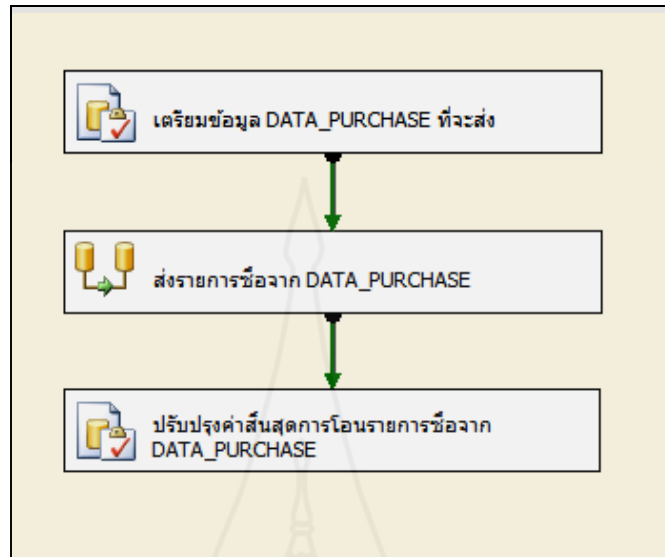 เตรียมข้อมูล DATA_PURCHASE ที่จะส่ง
ส่งรายการซื้อจาก DATA_PURCHASE
ปรับปรุงค่าสิ้นสุดการโอนรายการซื้อจาก
DATA_PURCHASE